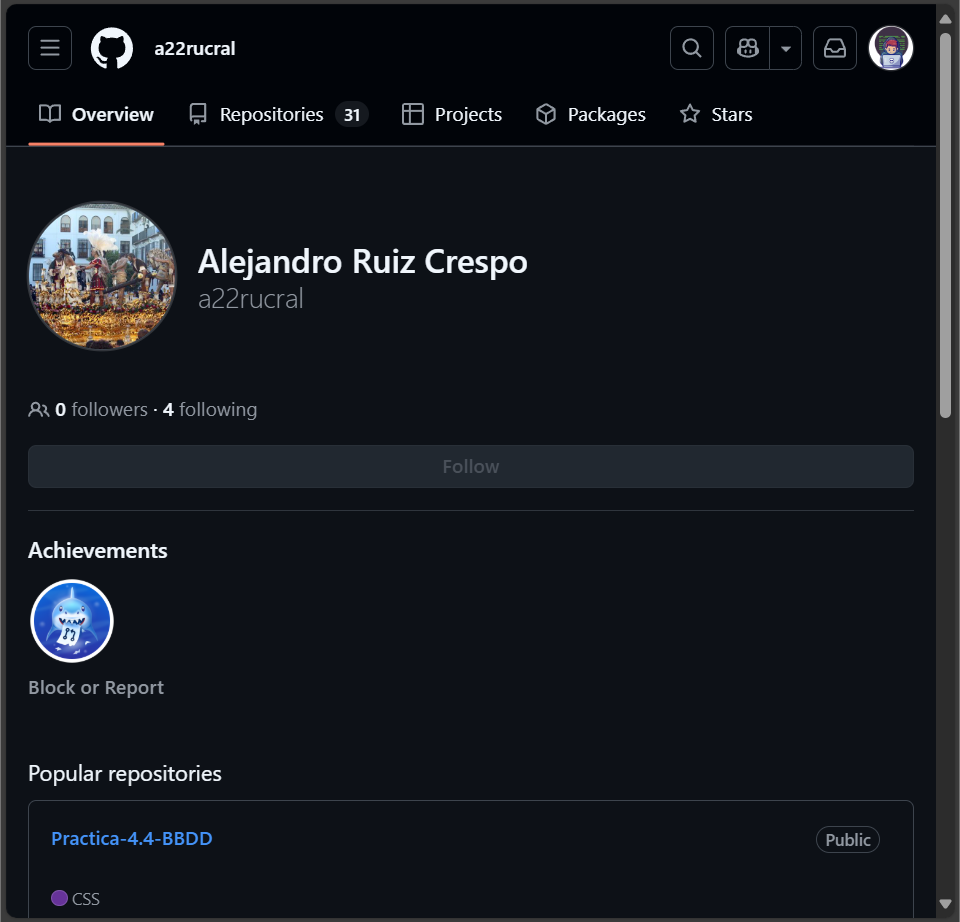 a22rucral
Overview Repositories 31 Projects Packages Stars
Alejandro Ruiz Crespo
a22rucral
0 followers · 4 following
Follow
Achievements
Block or Report
Popular repositories
Practica-4.4-BBDD Public
CSS